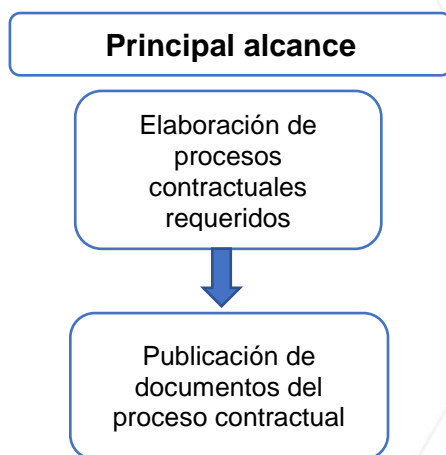 Principal alcance
Elaboración de
procesos
contractuales
requeridos
Publicación de
documentos del
proceso contractual